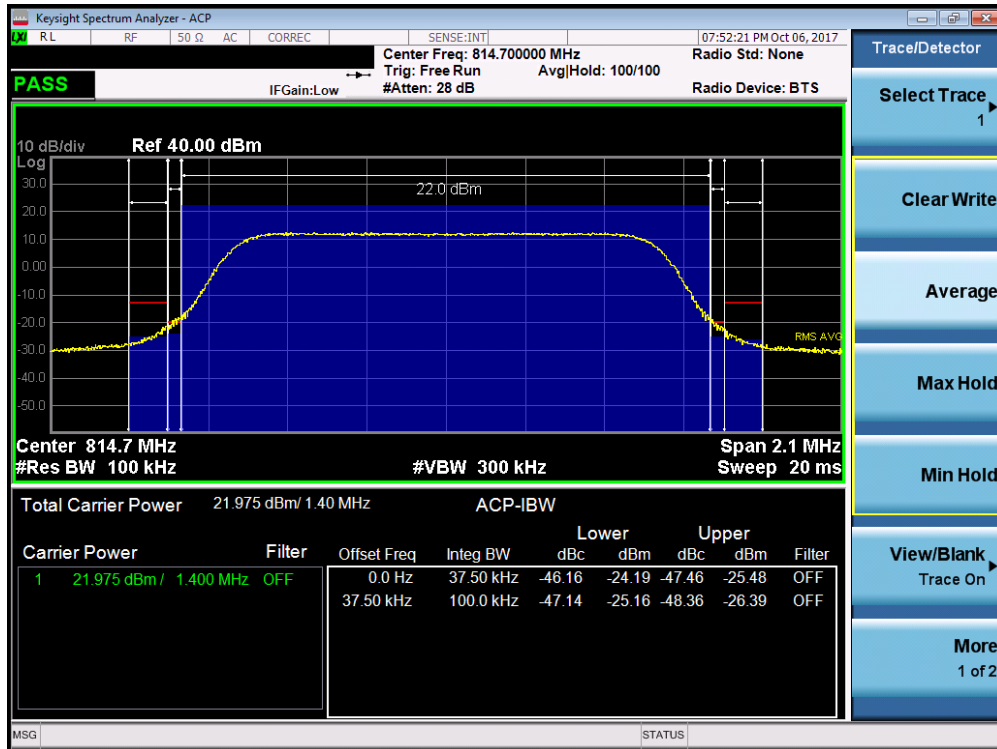 Keysight Spectrum Analyzer - ACP
LXI RL RF 50 Ω AC CORREC SENSE:INT 07:52:21 PM Oct 06, 2017
Center Freq: 814.700000 MHz Radio Std: None
Trig: Free Run Avg|Hold: 100/100
PASS IFGain:Low #Atten: 28 dB Radio Device: BTS
10 dB/div Ref 40.00 dBm
Log
30.0
22.0 dBm
20.0
10.0
0.00
-10.0
-20.0
RMS AVG
-30.0
-40.0
-50.0
Center 814.7 MHz Span 2.1 MHz
#Res BW 100 kHz #VBW 300 kHz Sweep 20 ms
Total Carrier Power 21.975 dBm/ 1.40 MHz ACP-IBW
Lower Upper
Carrier Power Filter Offset Freq Integ BW dBc dBm dBc dBm Filter
1 21.975 dBm / 1.400 MHz OFF 0.0 Hz 37.50 kHz -46.16 -24.19 -47.46 -25.48 OFF
37.50 kHz 100.0 kHz -47.14 -25.16 -48.36 -26.39 OFF
MSG STATUS
Trace/Detector
Select Trace
1
Clear Write
Average
Max Hold
Min Hold
View/Blank
Trace On
More
1 of 2